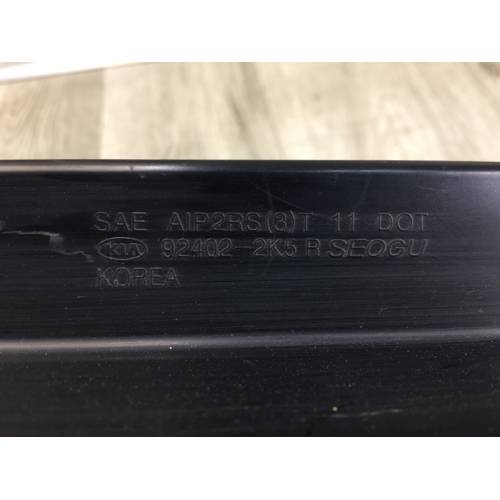 SAE AIP2RS(3)T 11 DOT
KIA 92402-2K5 R SEOGU
KOREA